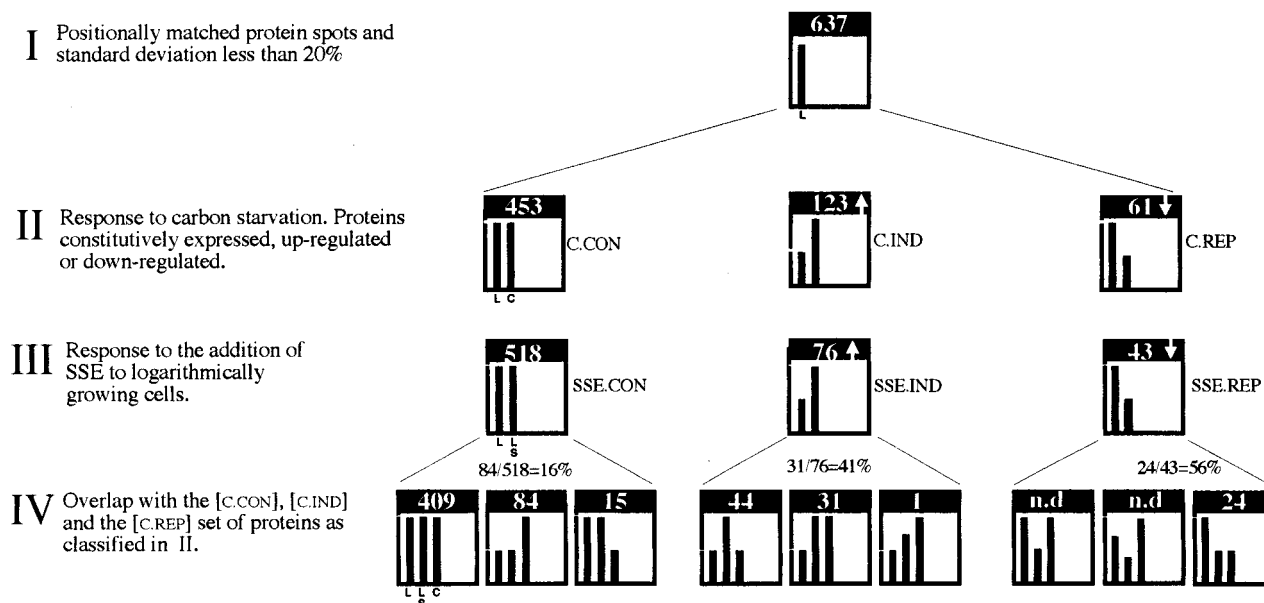 I Positionally matched protein spots and
standard deviation less than 20%
637
L
II Response to carbon starvation. Proteins
constitutively expressed, up-regulated
or down-regulated.
453
C.CON
L C
123
C.IND
61
C.REP
III Response to the addition of
SSE to logarithmically
growing cells.
518
SSE.CON
L L
S
76
SSE.IND
43
SSE.REP
84/518=16%
31/76=41%
24/43=56%
IV Overlap with the [C.CON], [C.IND]
and the [C.REP] set of proteins as
classified in II.
409
84
15
44
31
1
n.d
n.d
24
L L C
S